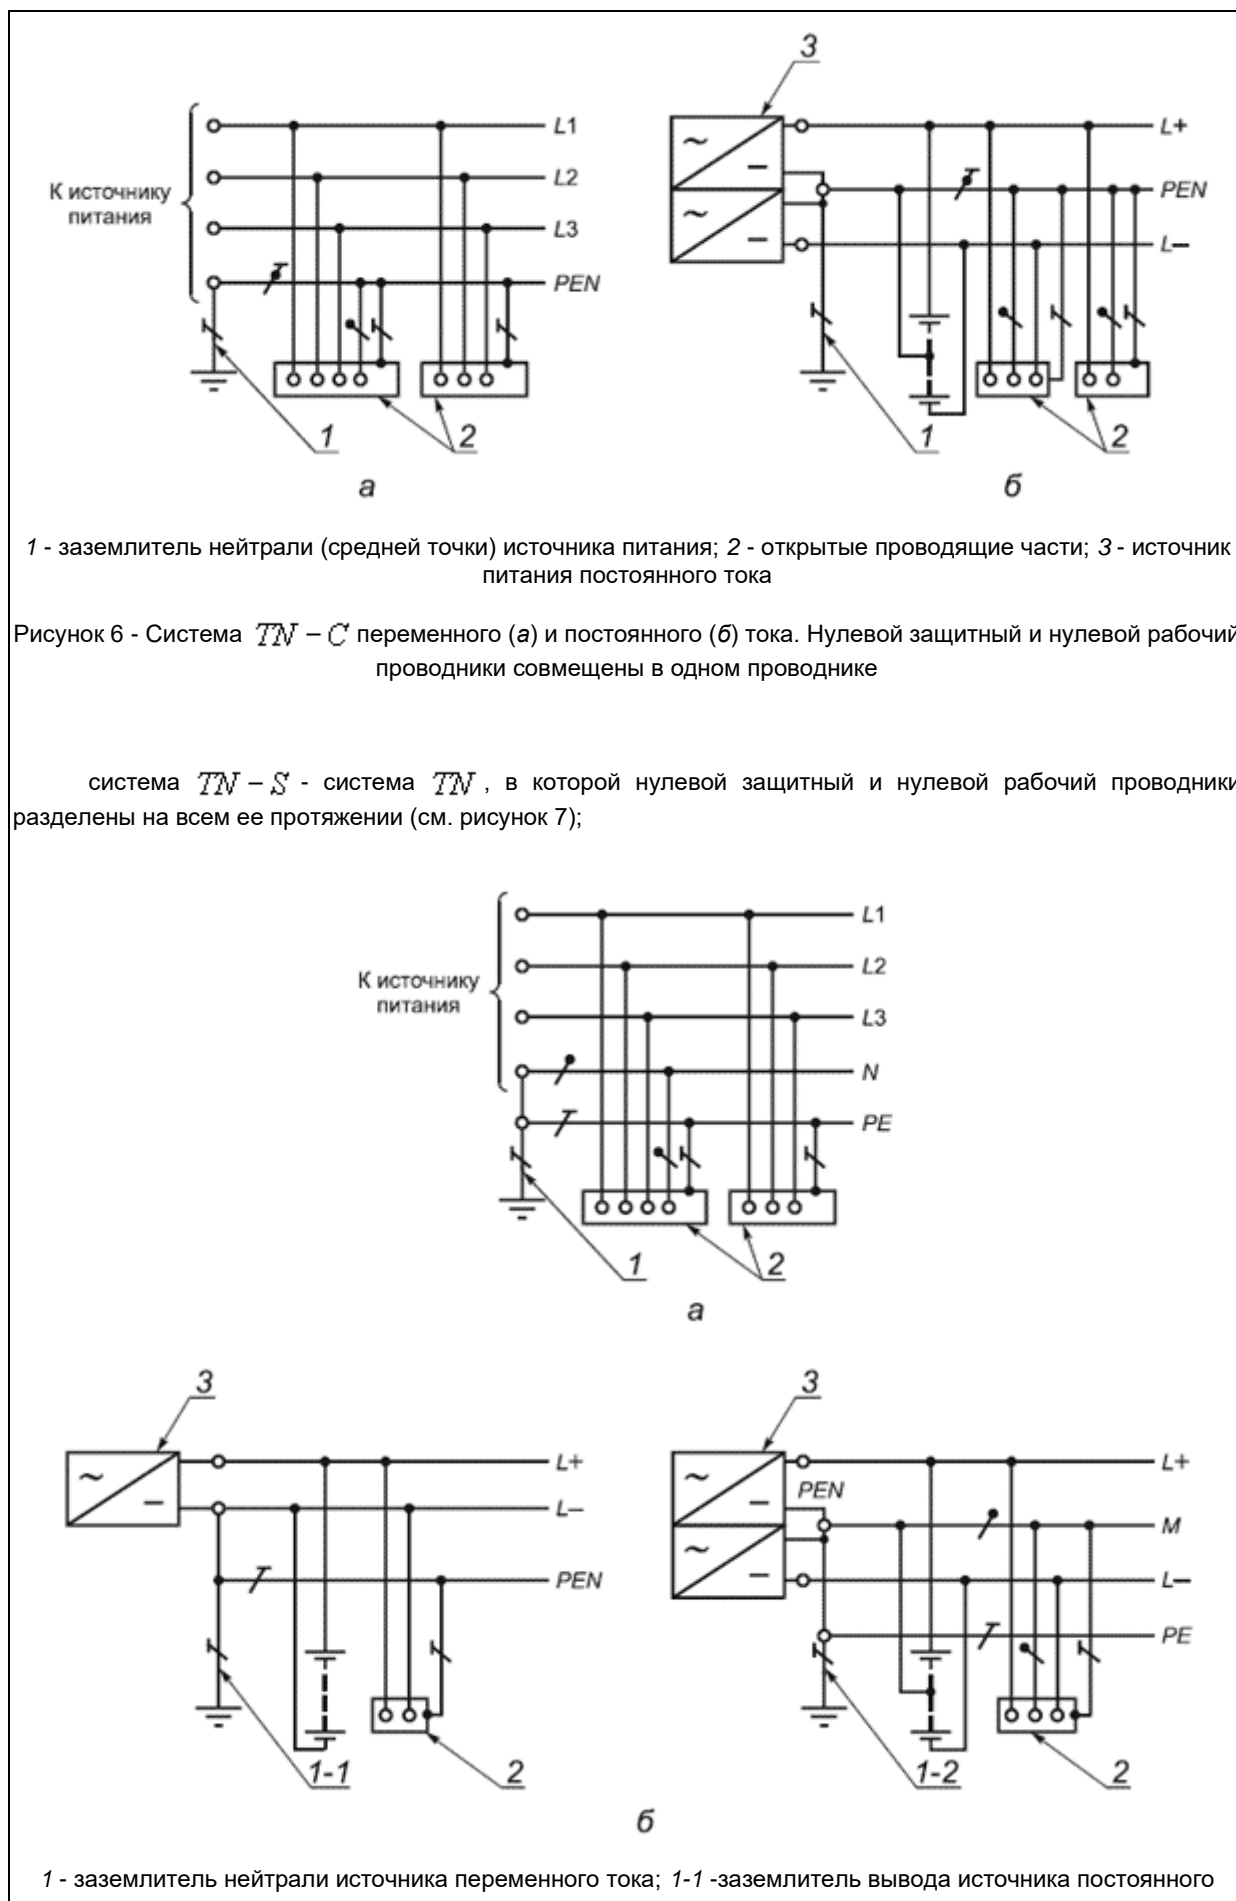 3
К источнику
питания
L1
L2
L3
PEN
1
2
а
~
–
~
–
L+
PEN
L–
1
2
б
1 - заземлитель нейтрали (средней точки) источника питания; 2 - открытые проводящие части; 3 - источник
питания постоянного тока
Рисунок 6 - Система TN – C переменного (а) и постоянного (б) тока. Нулевой защитный и нулевой рабочий
проводники совмещены в одном проводнике
система TN – S - система TN, в которой нулевой защитный и нулевой рабочий проводники
разделены на всем ее протяжении (см. рисунок 7);
К источнику
питания
L1
L2
L3
N
PE
1
2
а
3
~
–
L+
L–
PEN
1-1
2
3
~
–
~
–
PEN
L+
M
L–
PE
1-2
2
б
1 - заземлитель нейтрали источника переменного тока; 1-1 -заземлитель вывода источника постоянного